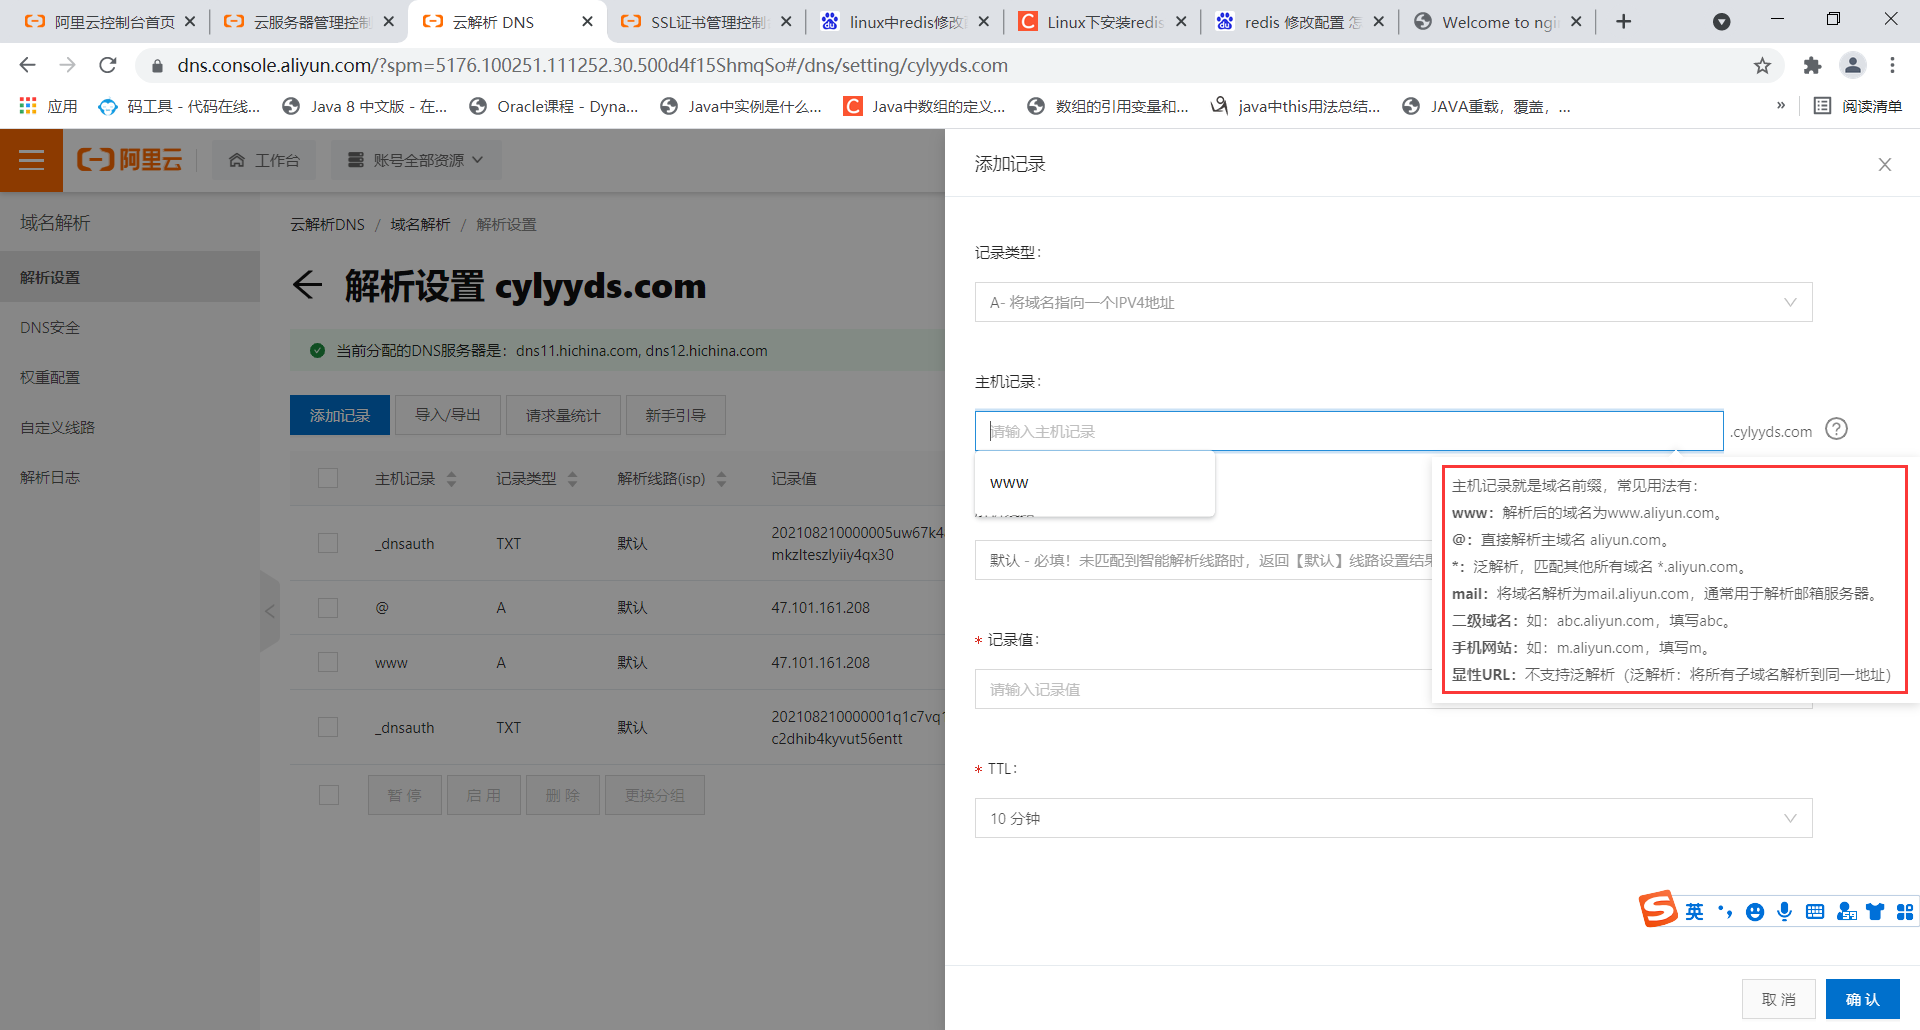 阿里云控制台首页
云服务器管理控制
云解析 DNS
SSL证书管理控制
linux中redis修改
Linux下安装redis
redis 修改配置 怎
Welcome to ngi
dns.console.aliyun.com/?spm=5176.100251.111252.30.500d4f15ShmqSo#/dns/setting/cylyyds.com
应用
码工具 - 代码在线...
Java 8 中文版 - 在...
Oracle课程 - Dyna...
Java中实例是什么...
Java中数组的定义...
数组的引用变量和...
java中this用法总结...
JAVA重载，覆盖，...
»
阅读清单
阿里云
工作台
账号全部资源
域名解析
解析设置
DNS安全
权重配置
自定义线路
解析日志
云解析DNS / 域名解析 / 解析设置
解析设置 cylyyds.com
当前分配的DNS服务器是：dns11.hichina.com, dns12.hichina.com
添加记录
导入/导出
请求量统计
新手引导
主机记录 记录类型 解析线路(isp) 记录值
_dnsauth TXT 默认 202108210000005uw67k4
mkzlteszlyiiy4qx30
@ A 默认 47.101.161.208
www A 默认 47.101.161.208
_dnsauth TXT 默认 202108210000001q1c7vq1
c2dhib4kyvut56entt
暂 停
启 用
删 除
更换分组
添加记录
记录类型：
A- 将域名指向一个IPV4地址
主机记录：
请输入主机记录
.cylyyds.com
www
默认 - 必填！未匹配到智能解析线路时，返回【默认】线路设置结果
* 记录值：
请输入记录值
主机记录就是域名前缀，常见用法有：
www：解析后的域名为www.aliyun.com。
@：直接解析主域名 aliyun.com。
*：泛解析，匹配其他所有域名 *.aliyun.com。
mail：将域名解析为mail.aliyun.com，通常用于解析邮箱服务器。
二级域名：如：abc.aliyun.com，填写abc。
手机网站：如：m.aliyun.com，填写m。
显性URL：不支持泛解析（泛解析：将所有子域名解析到同一地址）
* TTL：
10 分钟
英
取 消
确 认